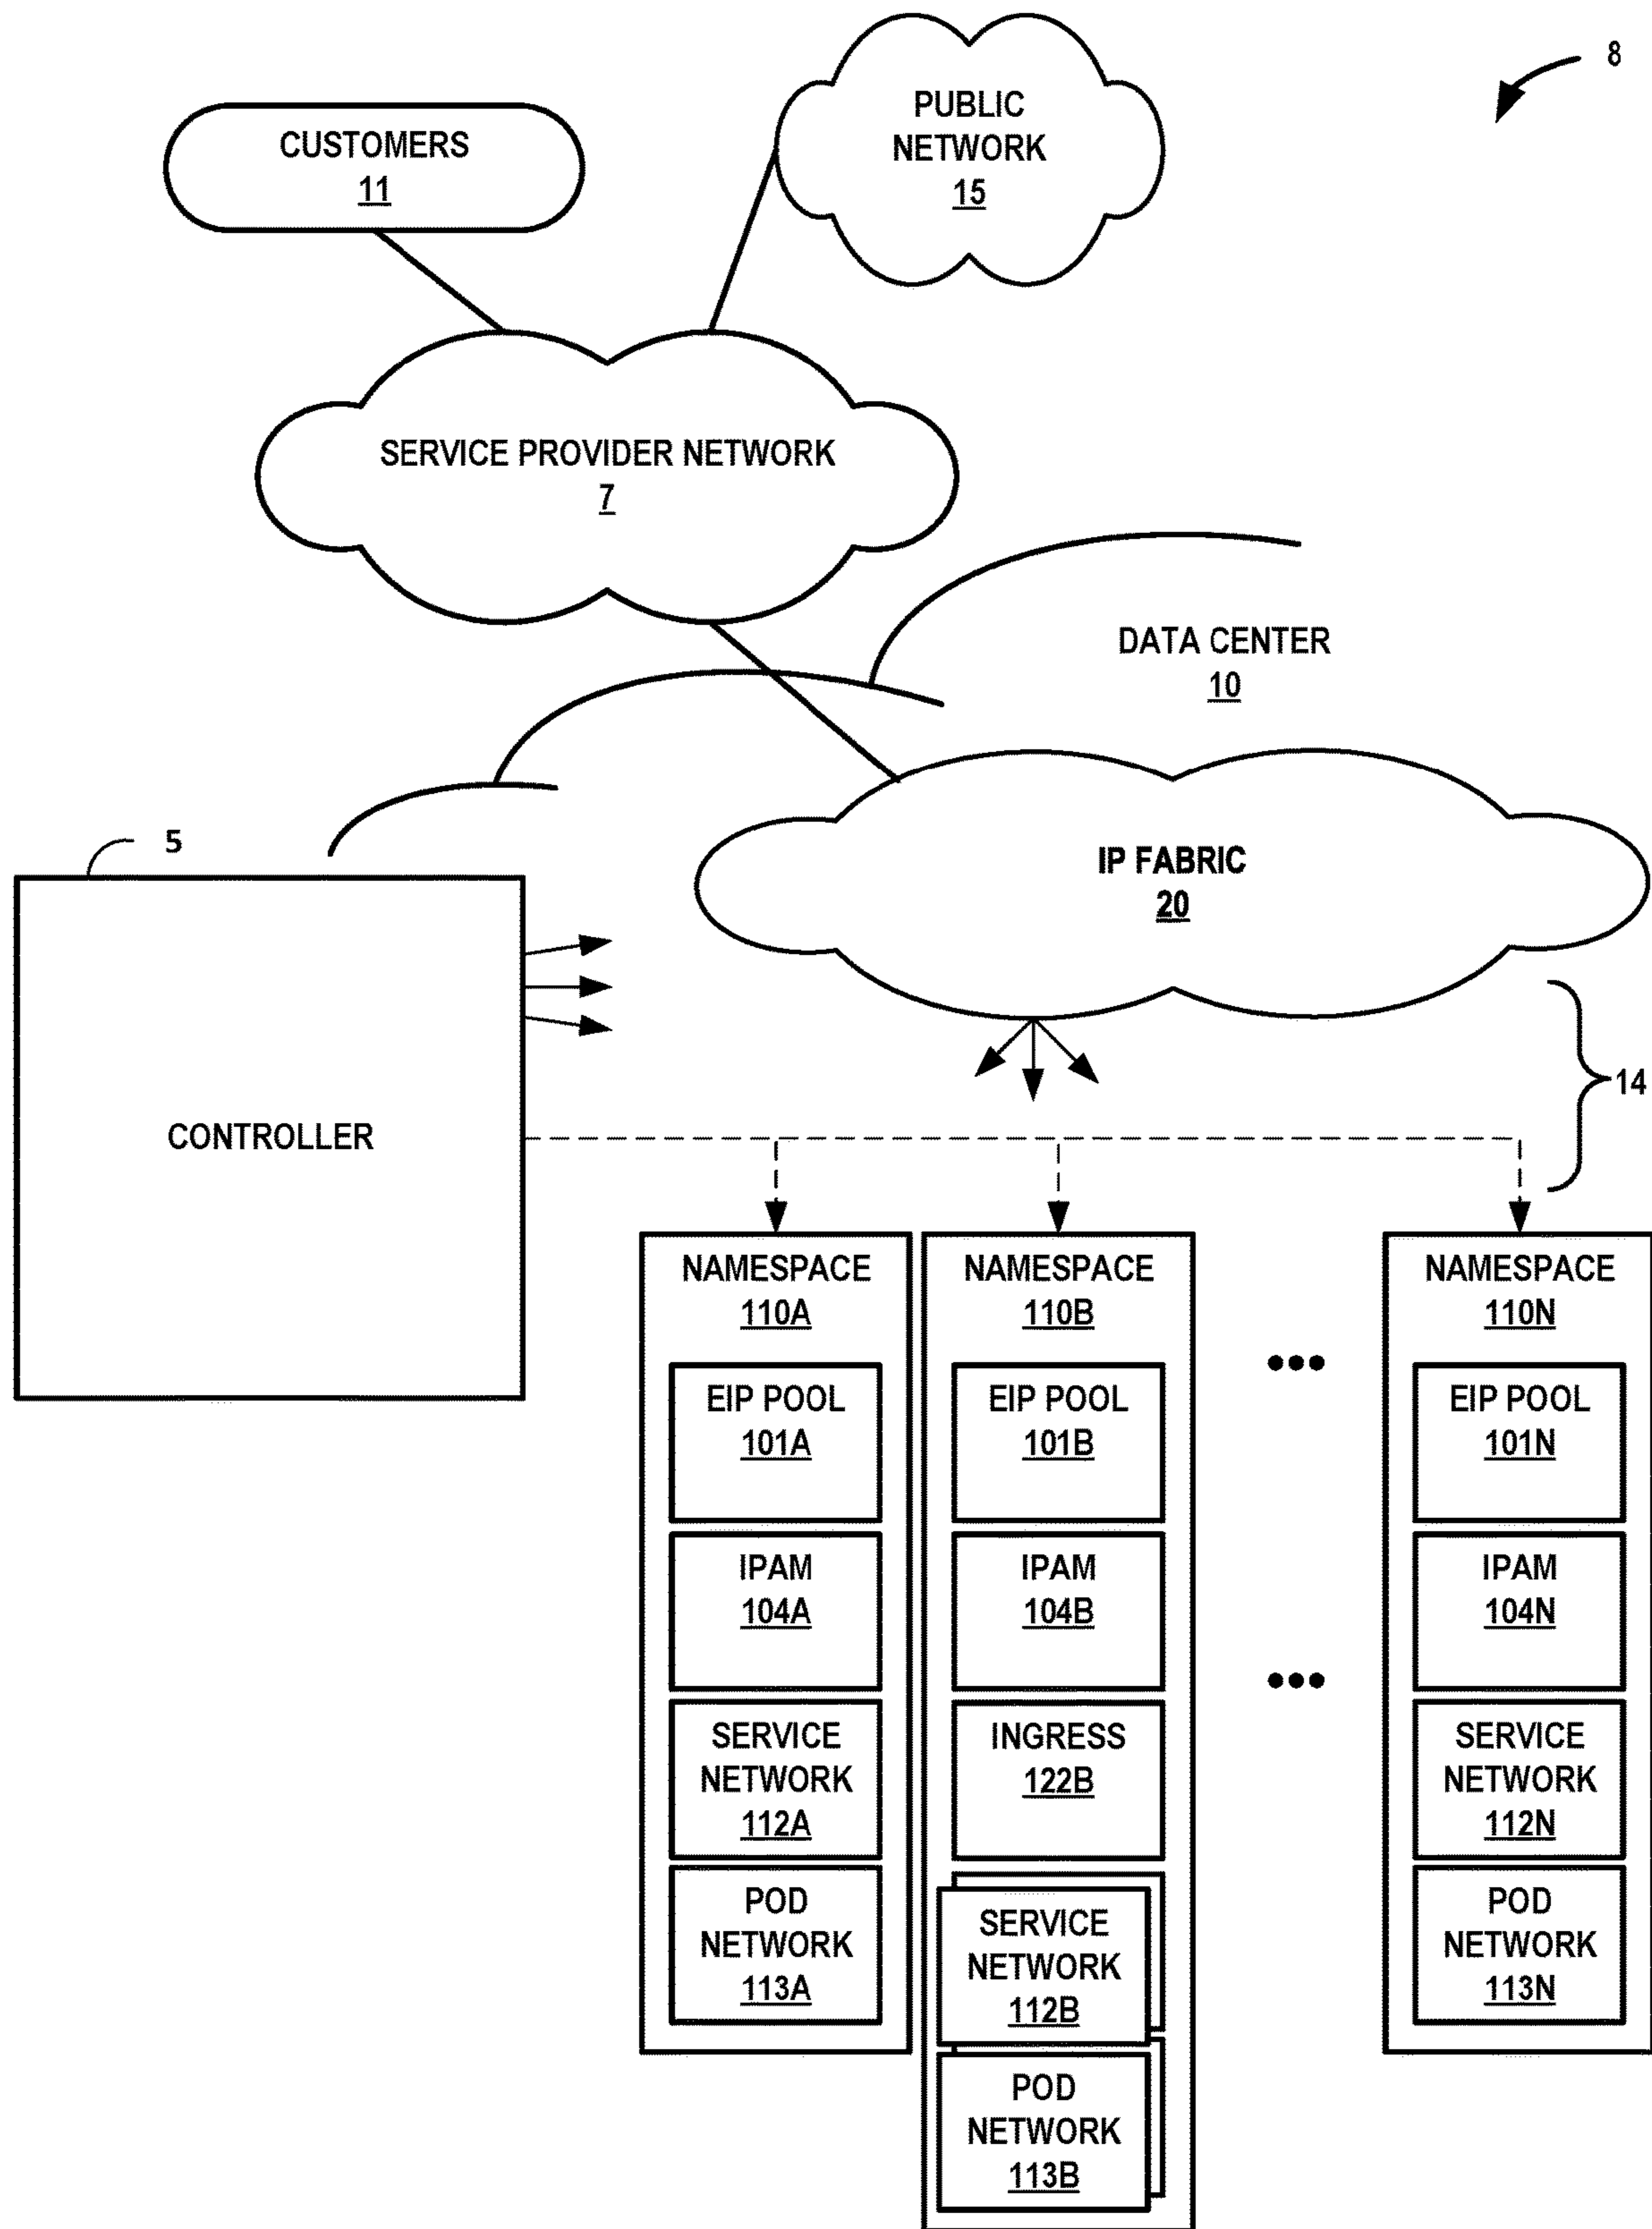 8
PUBLIC
NETWORK
15
CUSTOMERS
11
SERVICE PROVIDER NETWORK
7
DATA CENTER
10
5
IP FABRIC
20
14
CONTROLLER
NAMESPACE
110A
EIP POOL
101A
IPAM
104A
SERVICE
NETWORK
112A
POD
NETWORK
113A
NAMESPACE
110B
EIP POOL
101B
IPAM
104B
INGRESS
122B
SERVICE
NETWORK
112B
POD
NETWORK
113B
NAMESPACE
110N
EIP POOL
101N
IPAM
104N
SERVICE
NETWORK
112N
POD
NETWORK
113N